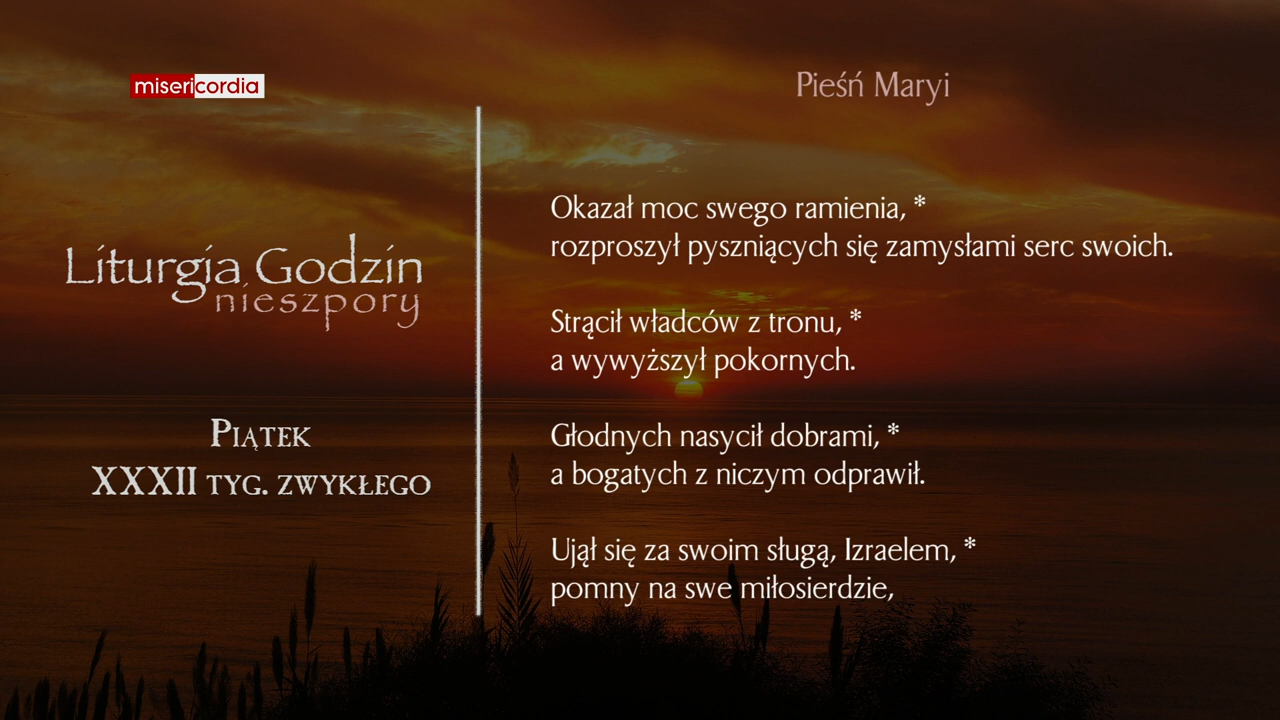 misericordia
Liturgia Godzin
nieszpory
Piątek
XXXII tyg. zwykłego
Pieśń Maryi
Okazał moc swego ramienia, *
rozproszył pyszniących się zamysłami serc swoich.
Strącił władców z tronu, *
a wywyższył pokornych.
Głodnych nasycił dobrami, *
a bogatych z niczym odprawił.
Ujął się za swoim sługą, Izraelem, *
pomny na swe miłosierdzie,